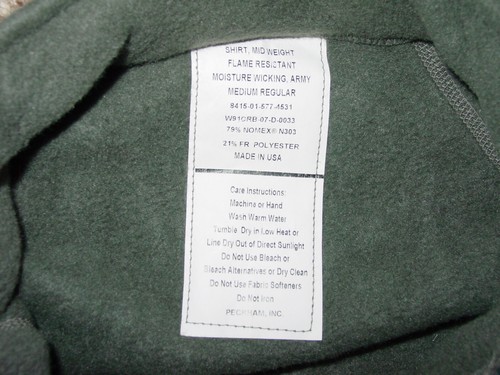 SHIRT, MID WEIGHT
FLAME RESISTANT
MOISTURE WICKING, ARMY
MEDIUM REGULAR
8415-01-577-4531
W91CRB-07-D-0033
79% NOMEX® N303
21% FR POLYESTER
MADE IN USA
Care Instructions:
Machine or Hand
Wash Warm Water
Tumble Dry in Low Heat or
Line Dry Out of Direct Sunlight
Do Not Use Bleach or
Bleach Alternatives or Dry Clean
Do Not Use Fabric Softeners
Do Not Iron
PECKHAM, INC.